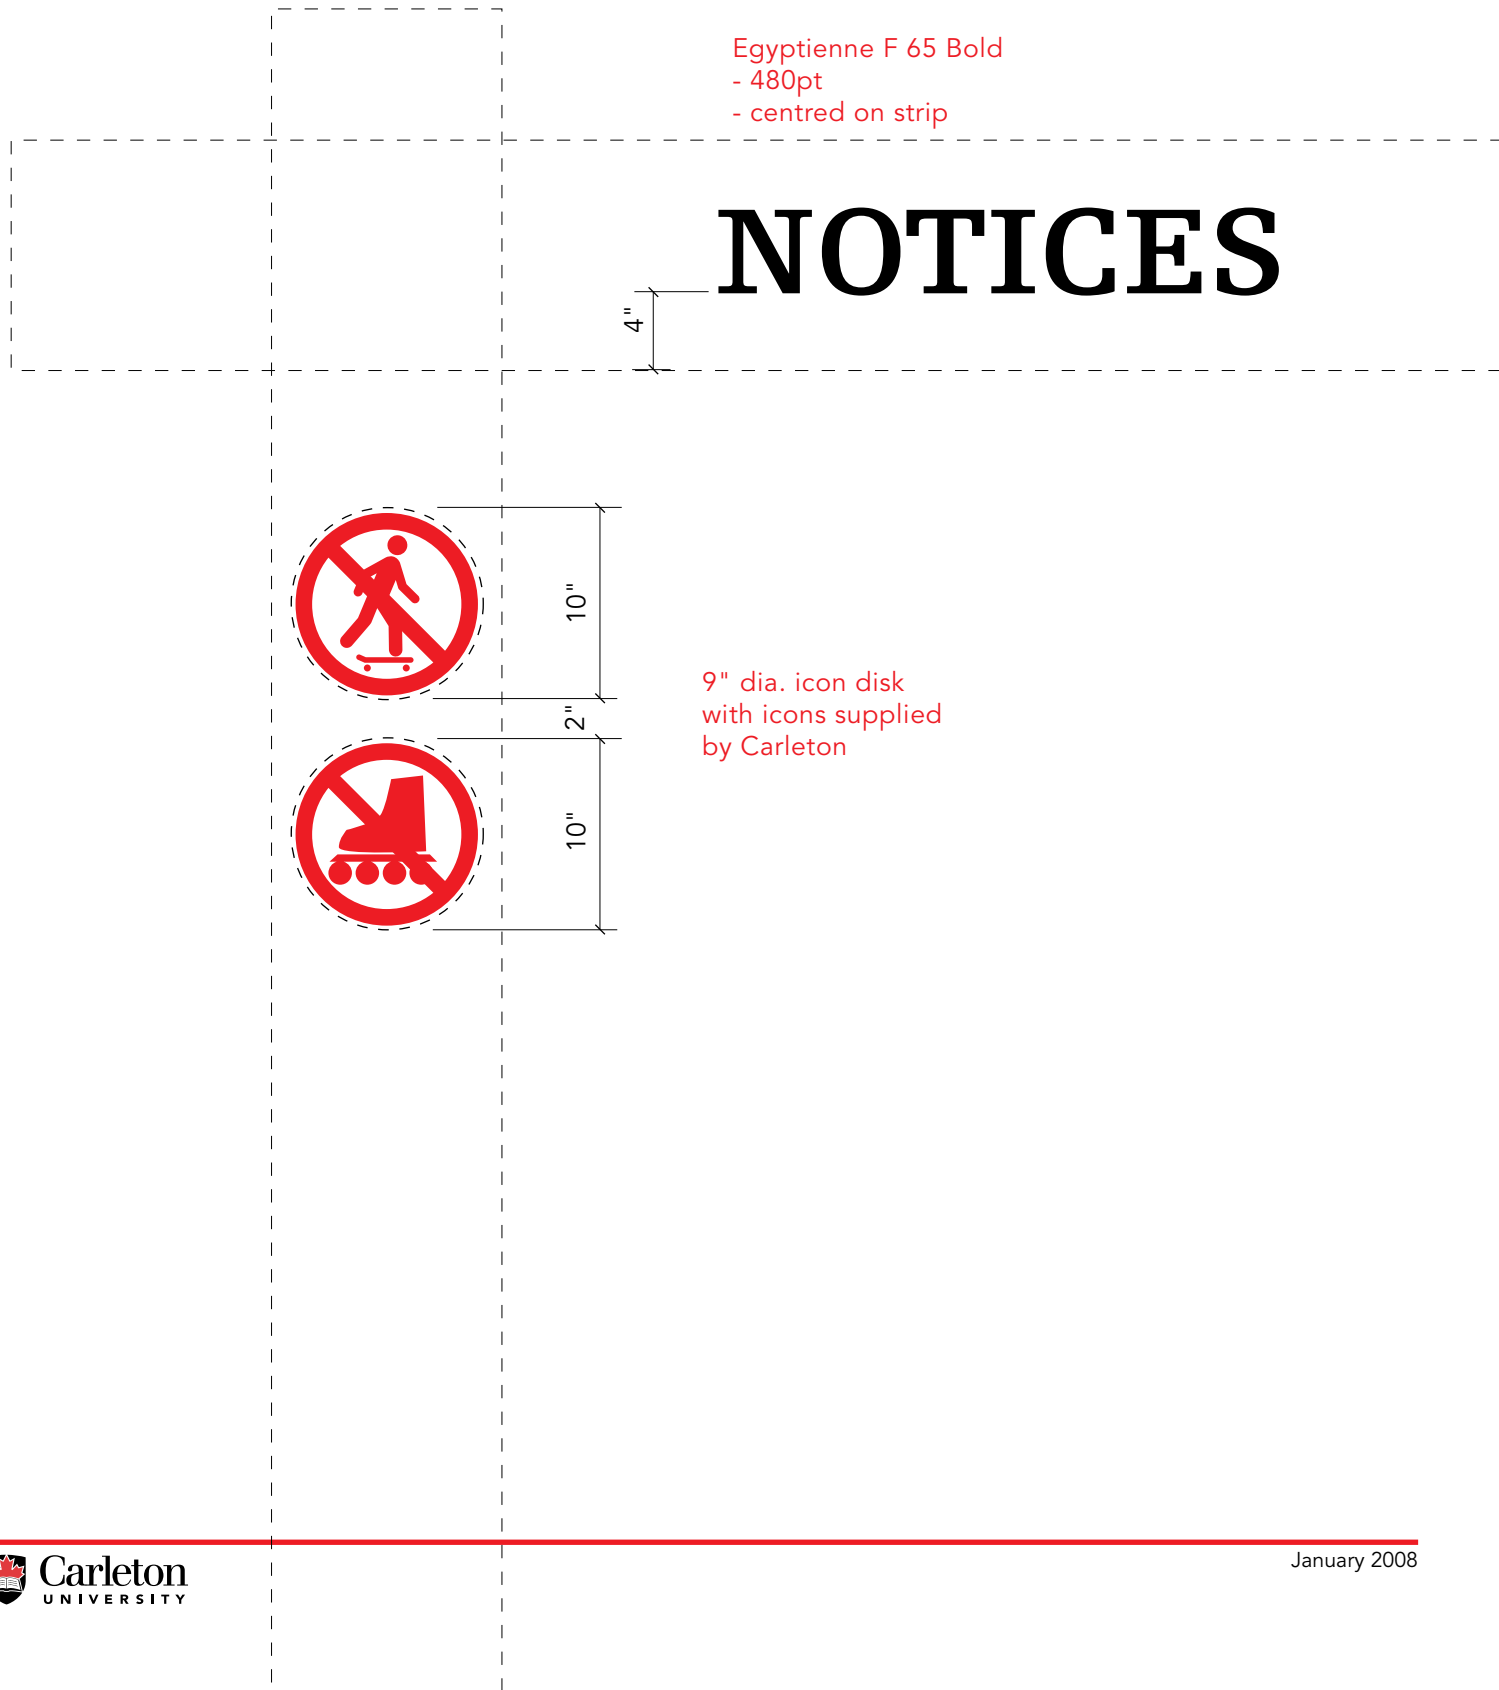 Egyptienne F 65 Bold
- 480pt
- centred on strip
NOTICES
4"
10"
2"
10"
9" dia. icon disk
with icons supplied
by Carleton
Carleton
UNIVERSITY
January 2008